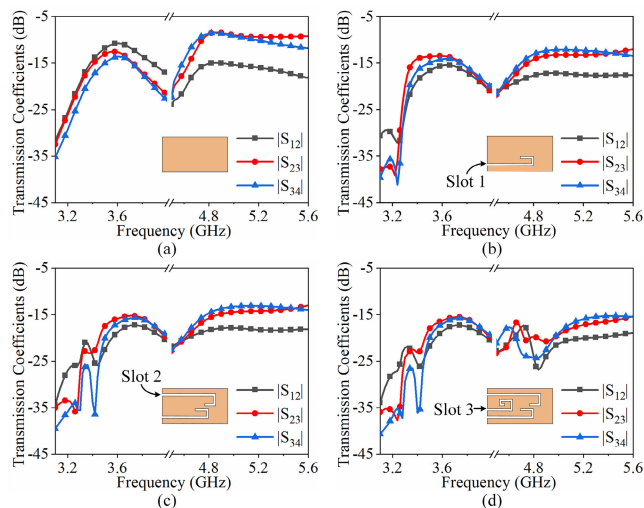 (a)
-5
-15
-25
-35
-45
Transmission Coefficients (dB)
|S12|
|S23|
|S34|
3.2 3.6 4.8 5.2 5.6
Frequency (GHz)
(b)
-5
-15
-25
-35
-45
Transmission Coefficients (dB)
Slot 1
|S12|
|S23|
|S34|
3.2 3.6 4.8 5.2 5.6
Frequency (GHz)
-5
-15
-25
-35
-45
Transmission Coefficients (dB)
Slot 2
|S12|
|S23|
|S34|
3.2 3.6 4.8 5.2 5.6
Frequency (GHz)
(c)
-5
-15
-25
-35
-45
Transmission Coefficients (dB)
Slot 3
|S12|
|S23|
|S34|
3.2 3.6 4.8 5.2 5.6
Frequency (GHz)
(d)